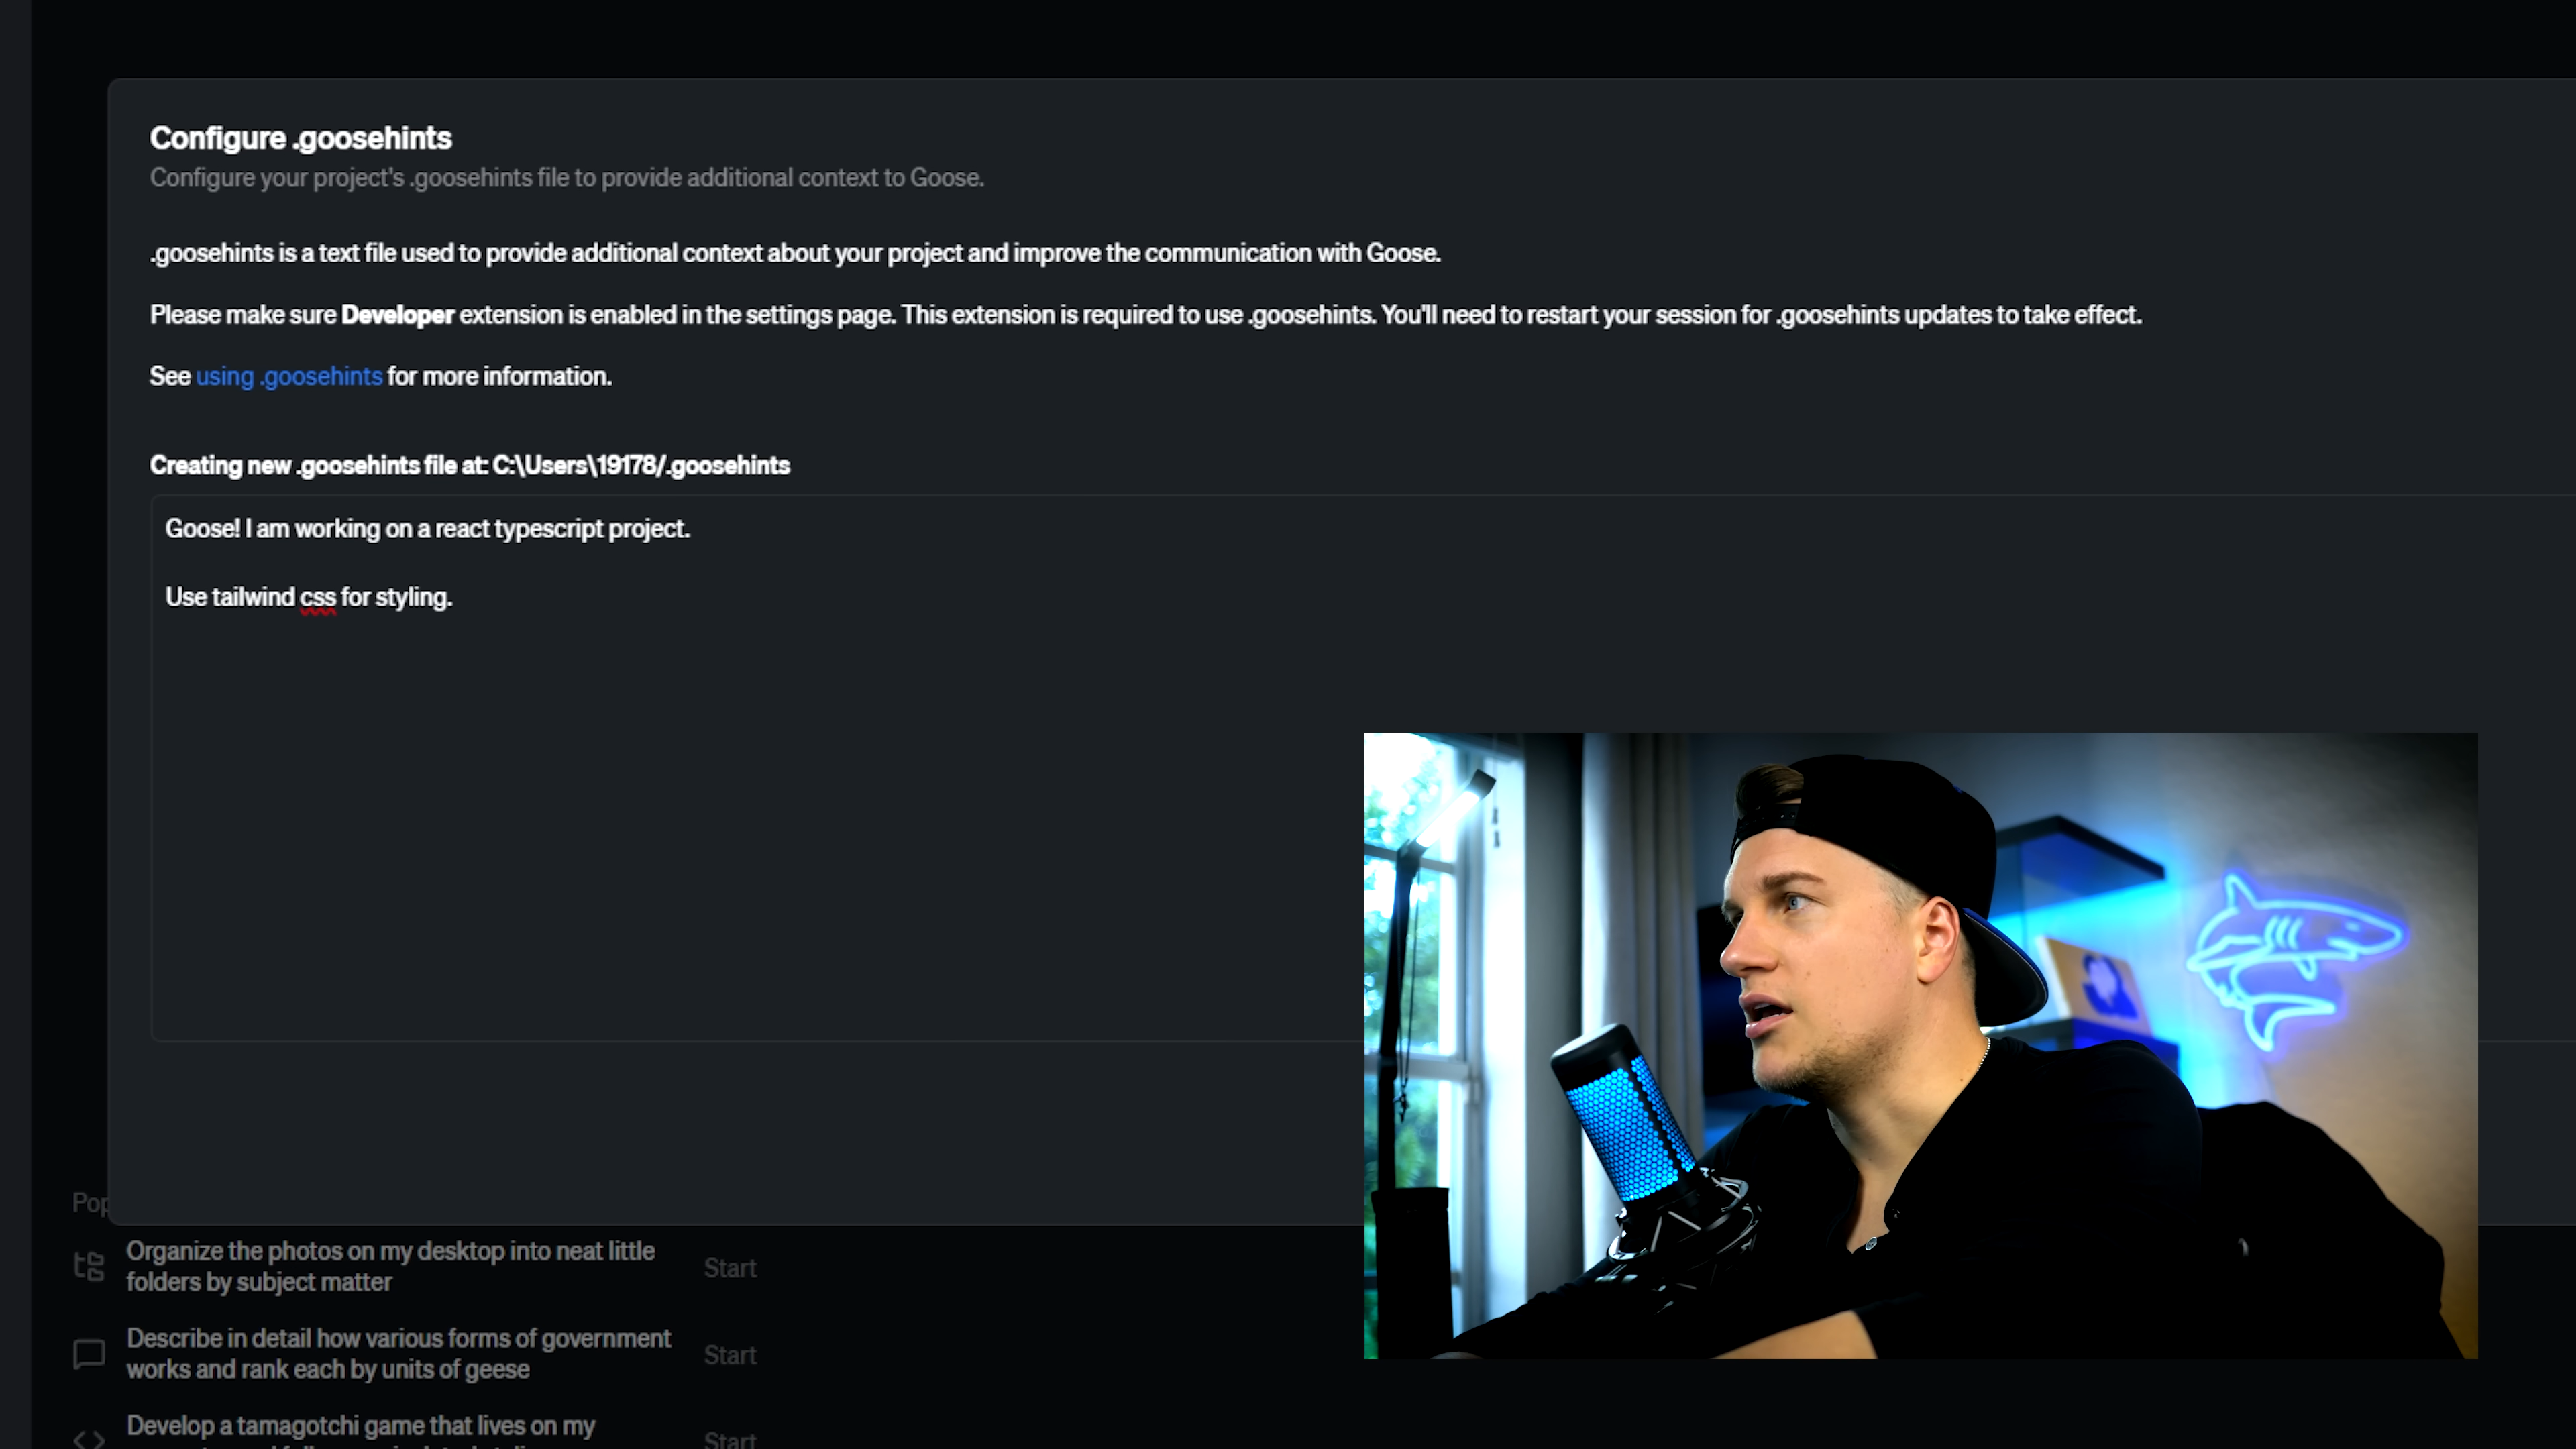 Configure .goosehints
Configure your project's .goosehints file to provide additional context to Goose.
.goosehints is a text file used to provide additional context about your project and improve the communication with Goose.
Please make sure Developer extension is enabled in the settings page. This extension is required to use .goosehints. You'll need to restart your session for .goosehints updates to take effect.
See using .goosehints for more information.
Creating new .goosehints file at: C:\Users\19178/.goosehints
Goose! I am working on a react typescript project.
Use tailwind css for styling.
Organize the photos on my desktop into neat little
folders by subject matter
Start
Describe in detail how various forms of government
works and rank each by units of geese
Start
Develop a tamagotchi game that lives on my
Start